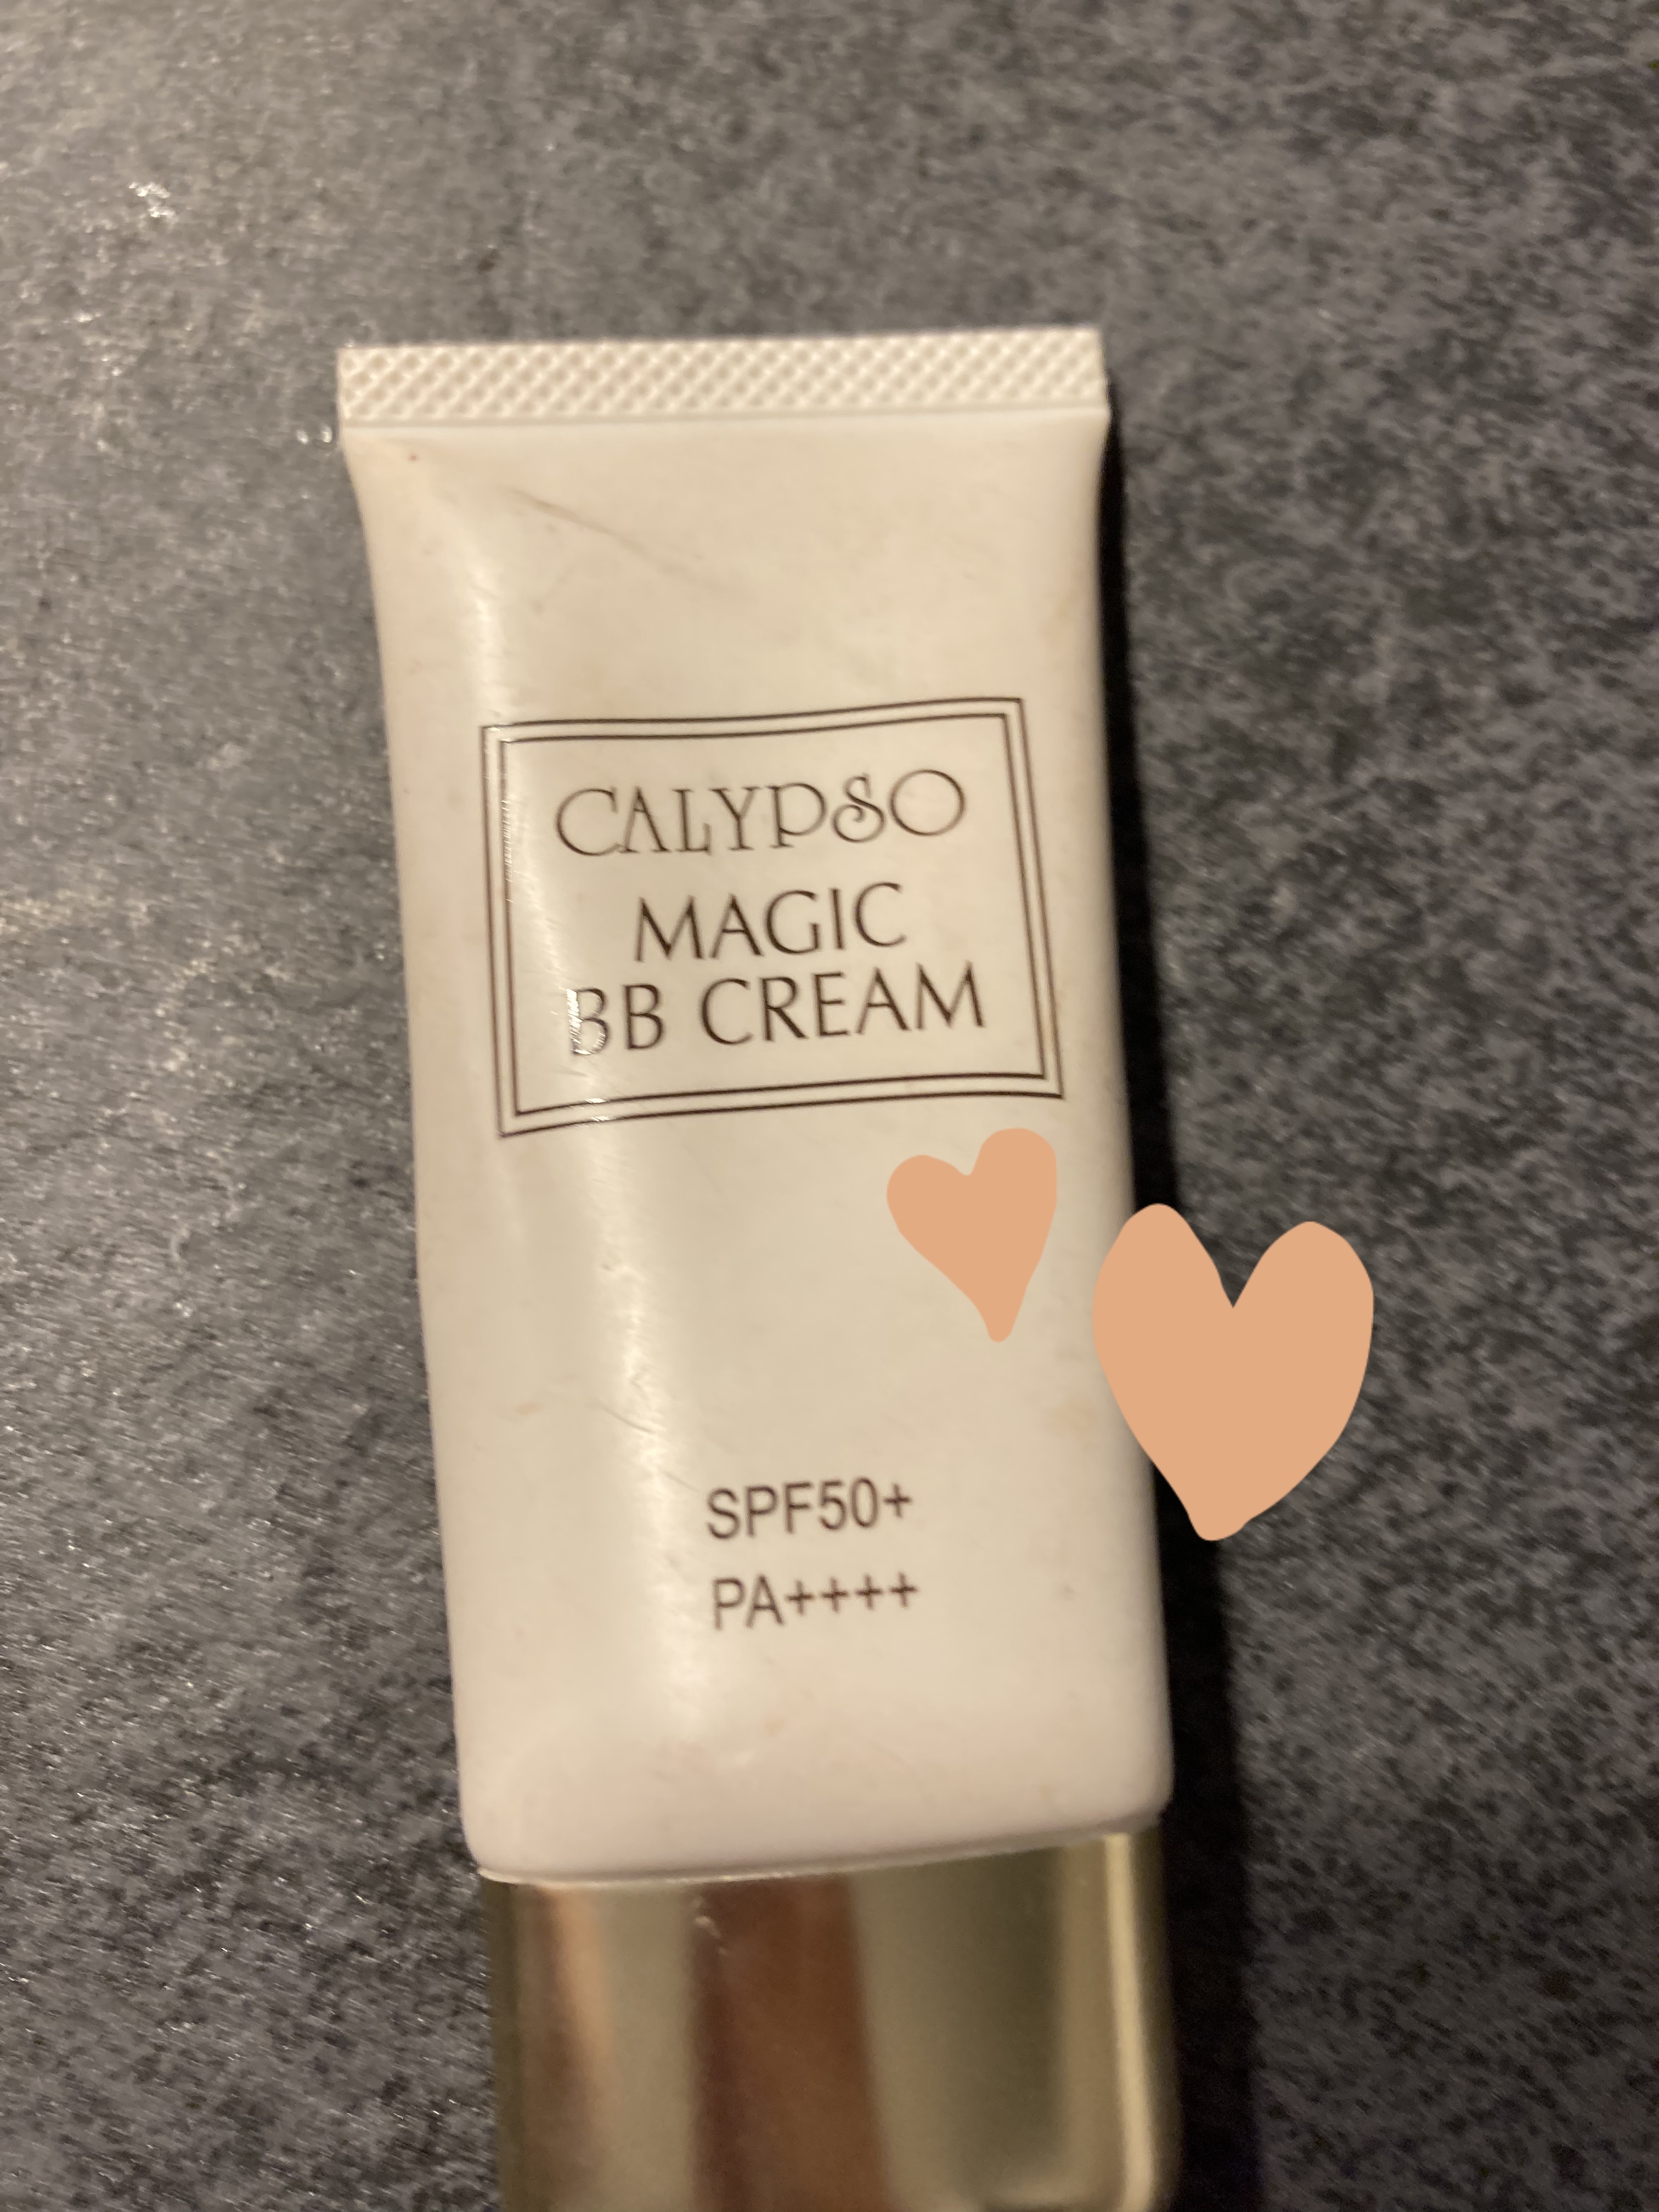 CALYPSO
MAGIC
BB CREAM
SPF50+
PA++++